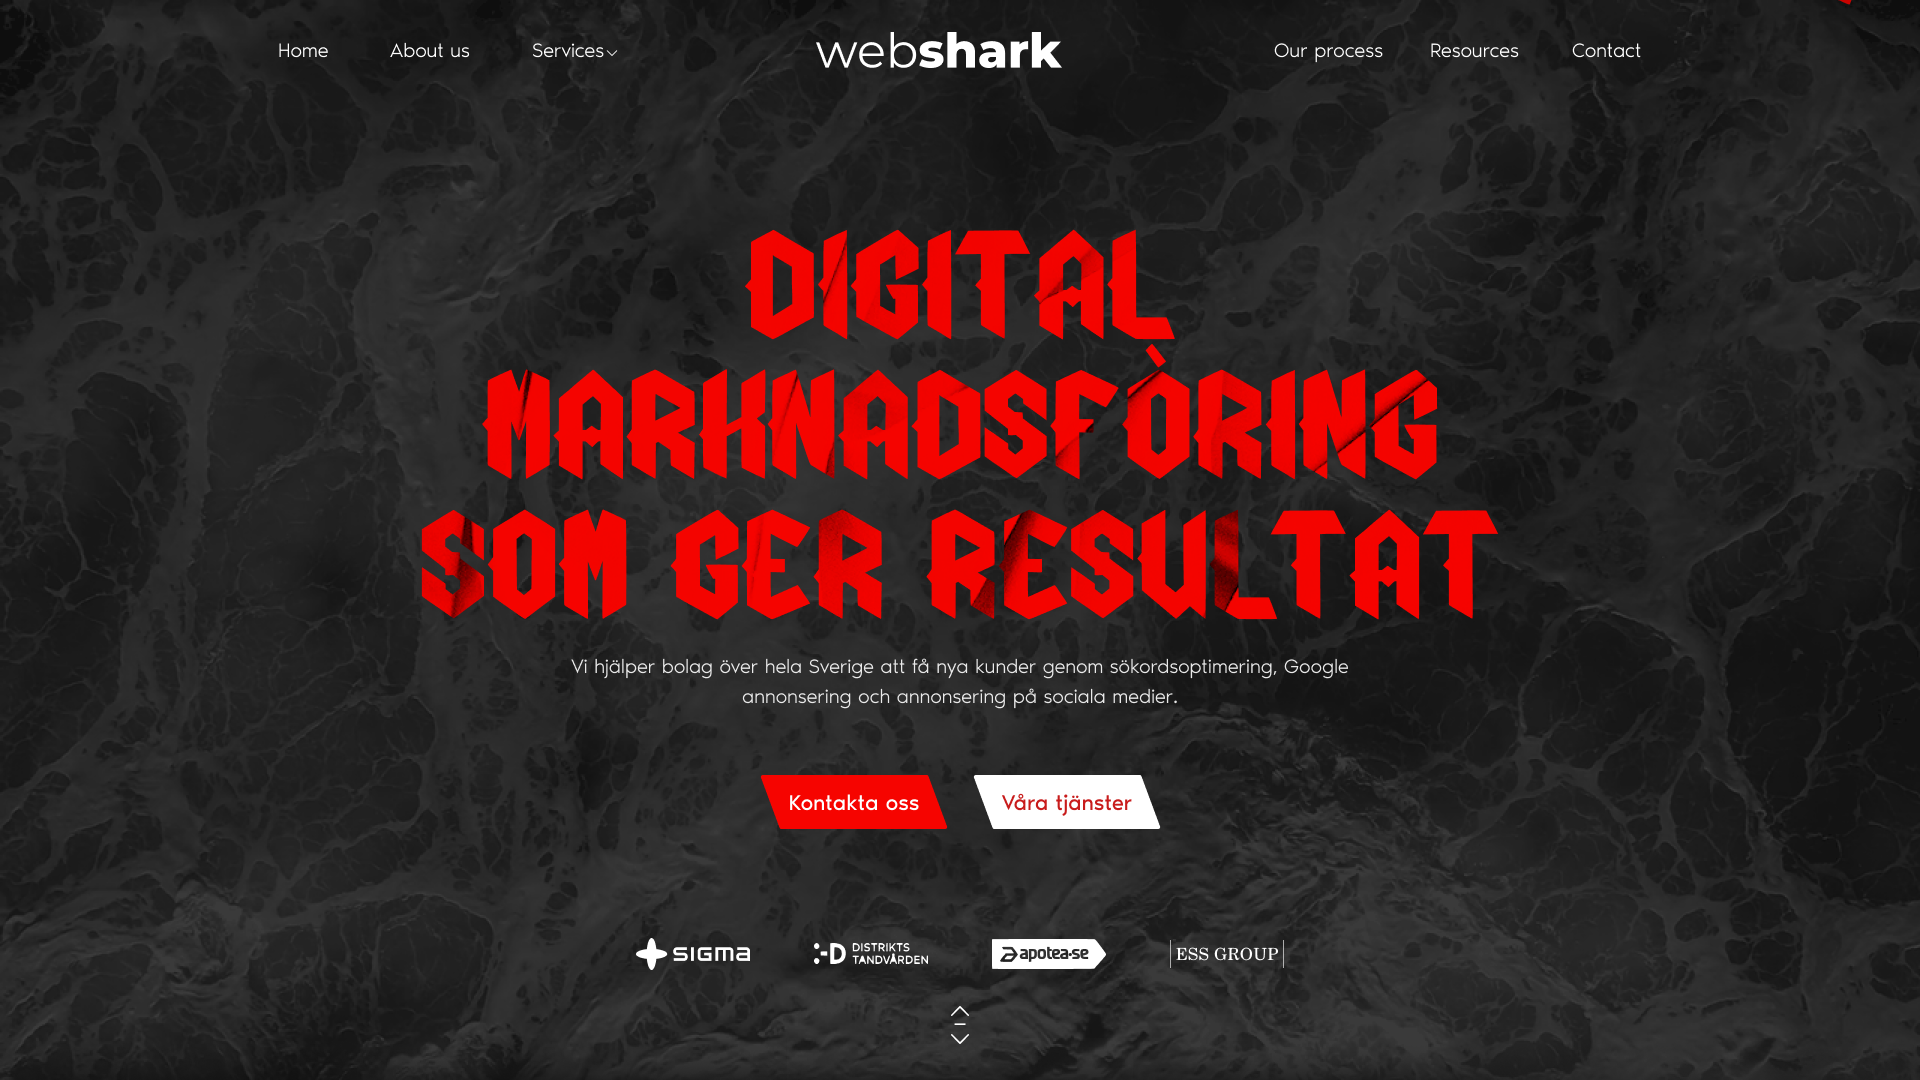 Home About us Services webshark Our process Resources Contact
DIGITAL
MARKNADSFÒRING
SOM GER RESULTAT
Vi hjälper bolag över hela Sverige att få nya kunder genom sökordsoptimering, Google
annonsering och annonsering på sociala medier.
Kontakta oss Våra tjänster
SIGMA :-D DISTRIKTS TANDVÅRDEN apotea.se ESS GROUP